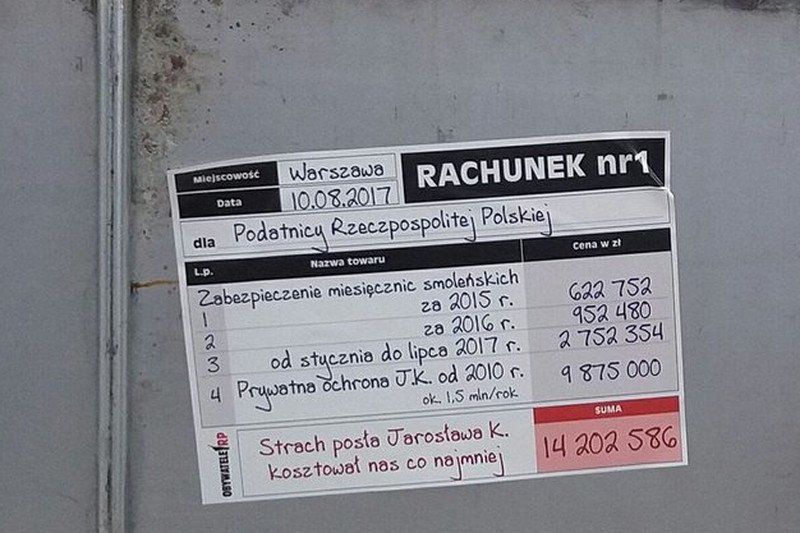 Miejscowość Warszawa RACHUNEK nr1
Data 10.08.2017
dla Podatnicy Rzeczpospolitej Polskiej
L.p. Nazwa towaru Cena w zł
Zabezpieczenie miesięcznic smoleńskich
1 za 2015 r. 622 752
2 za 2016 r. 952 480
3 od stycznia do lipca 2017 r. 2 752 354
4 Prywatna ochrona J.K. od 2010 r. 9 875 000
ok. 1,5 mln/rok
SUMA
Strach posła Jarosława K. 14 202 586
kosztował nas co najmniej
OBYWATELE RP